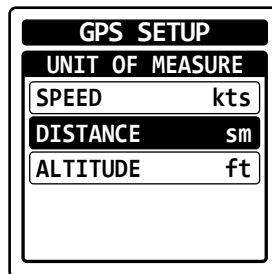 GPS SETUP
UNIT OF MEASURE
SPEED kts
DISTANCE sm
ALTITUDE ft